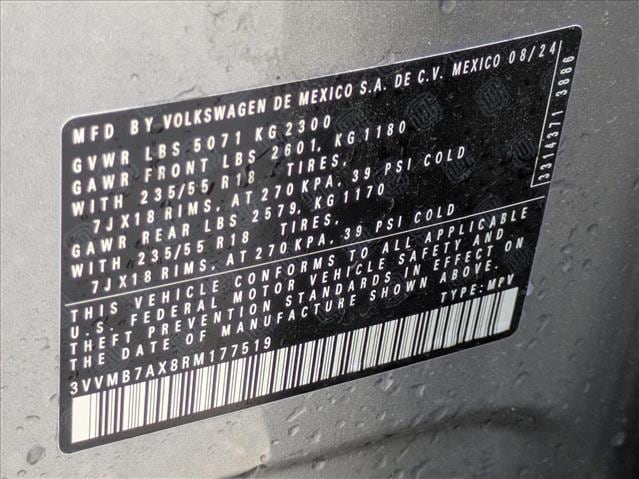 MFD BY VOLKSWAGEN DE MEXICO S.A. DE C.V. MEXICO 08/24
GVWR LBS 5071 KG 2300
GAWR FRONT LBS 2601, KG 1180
WITH 235/55 R18 TIRES,
7JX18 RIMS, AT 270 KPA, 39 PSI COLD
GAWR REAR LBS 2579, KG 1170
WITH 235/55 R18 TIRES,
7JX18 RIMS, AT 270 KPA, 39 PSI COLD
THIS VEHICLE CONFORMS TO ALL APPLICABLE
U.S. FEDERAL MOTOR VEHICLE SAFETY AND
THEFT PREVENTION STANDARDS IN EFFECT ON
DATE OF MANUFACTURE SHOWN ABOVE.
TYPE: MPV
3VVMB7AX8RM177519
3314371 3886